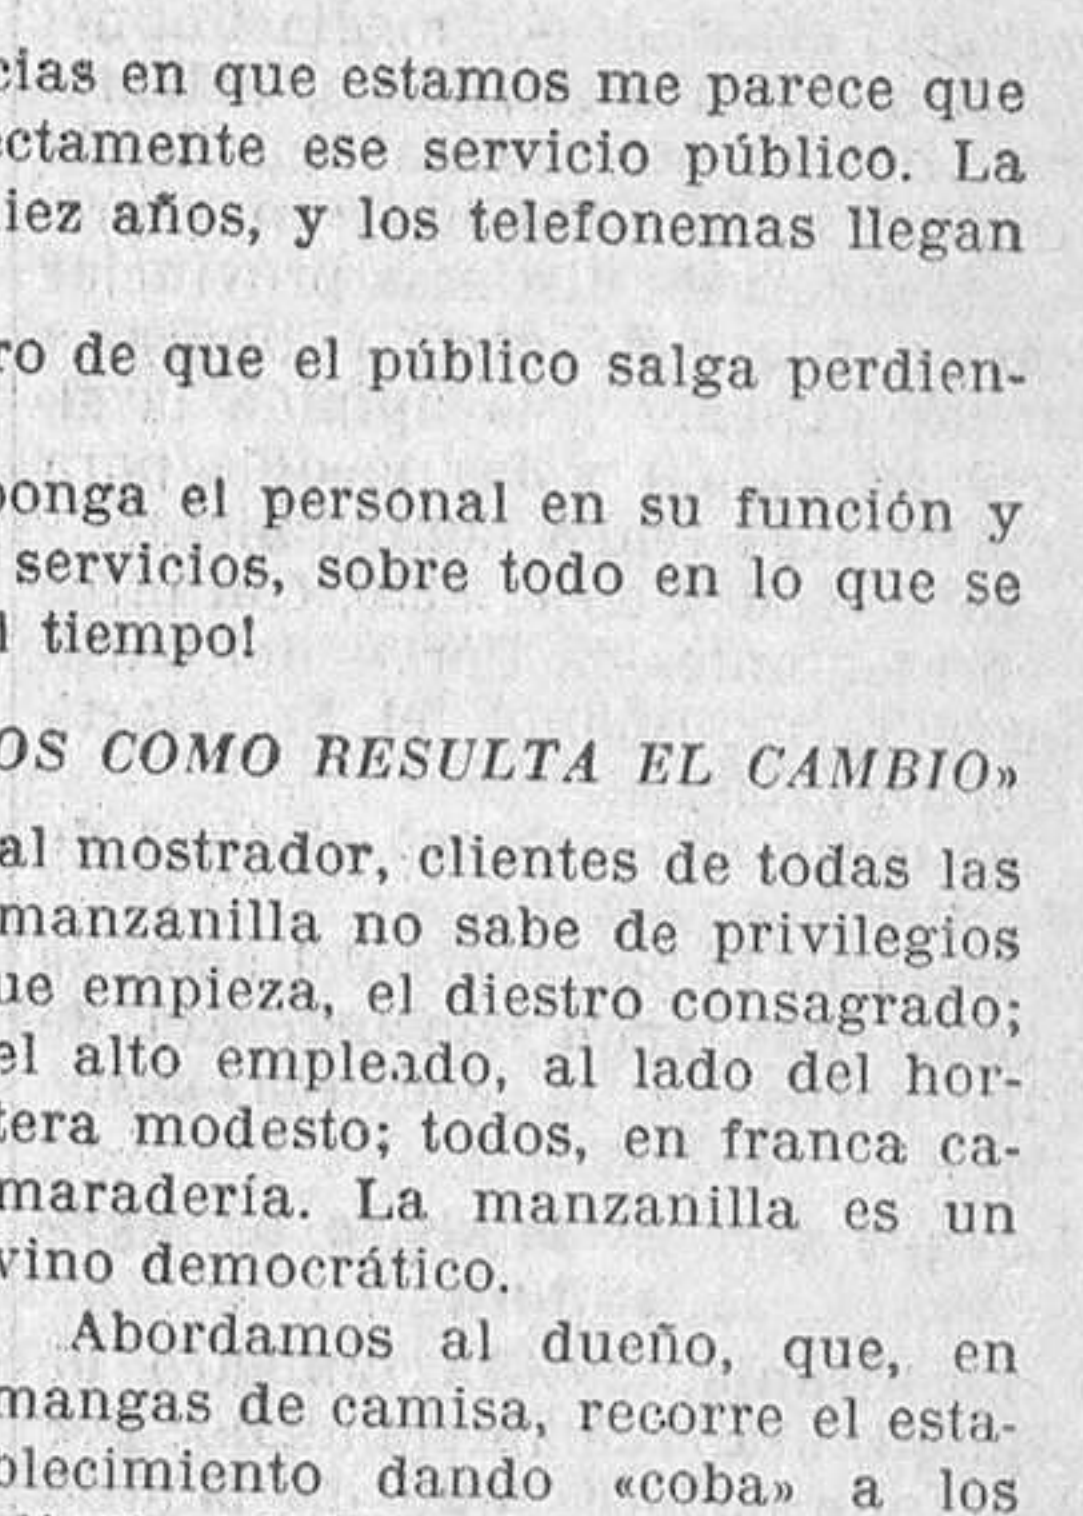 cias en que estamos me parece que
ectamente ese servicio público. La
iez años, y los telefonemas llegan
ro de que el público salga perdien-
ponga el personal en su función y
servicios, sobre todo en lo que se
l tiempo!
OS COMO RESULTA EL CAMBIO»
al mostrador, clientes de todas las
manzanilla no sabe de privilegios
ue empieza, el diestro consagrado;
el alto empleado, al lado del hor-
tera modesto; todos, en franca ca-
maradería. La manzanilla es un
vino democrático.
Abordamos al dueño, que, en
mangas de camisa, recorre el esta-
blecimiento dando «coba» a los